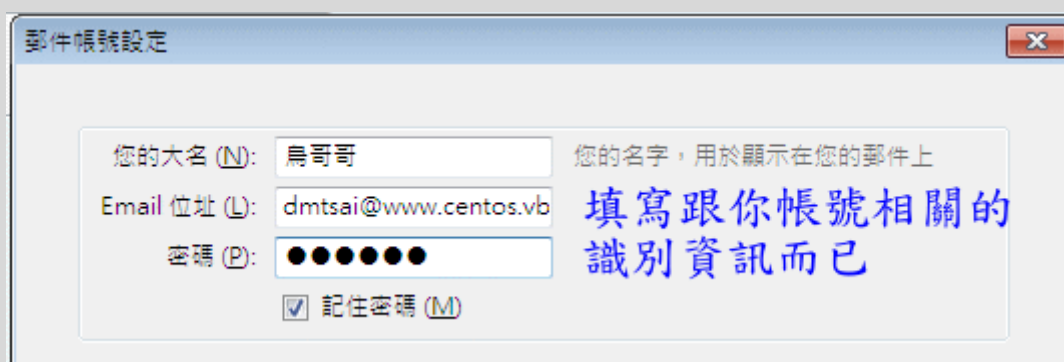 郵件帳號設定
您的大名 (N): 鳥哥哥 您的名字，用於顯示在您的郵件上
Email 位址 (L): dmtsai@www.centos.vb 填寫跟你帳號相關的
密碼 (P): ●●●●●● 識別資訊而已
記住密碼 (M)